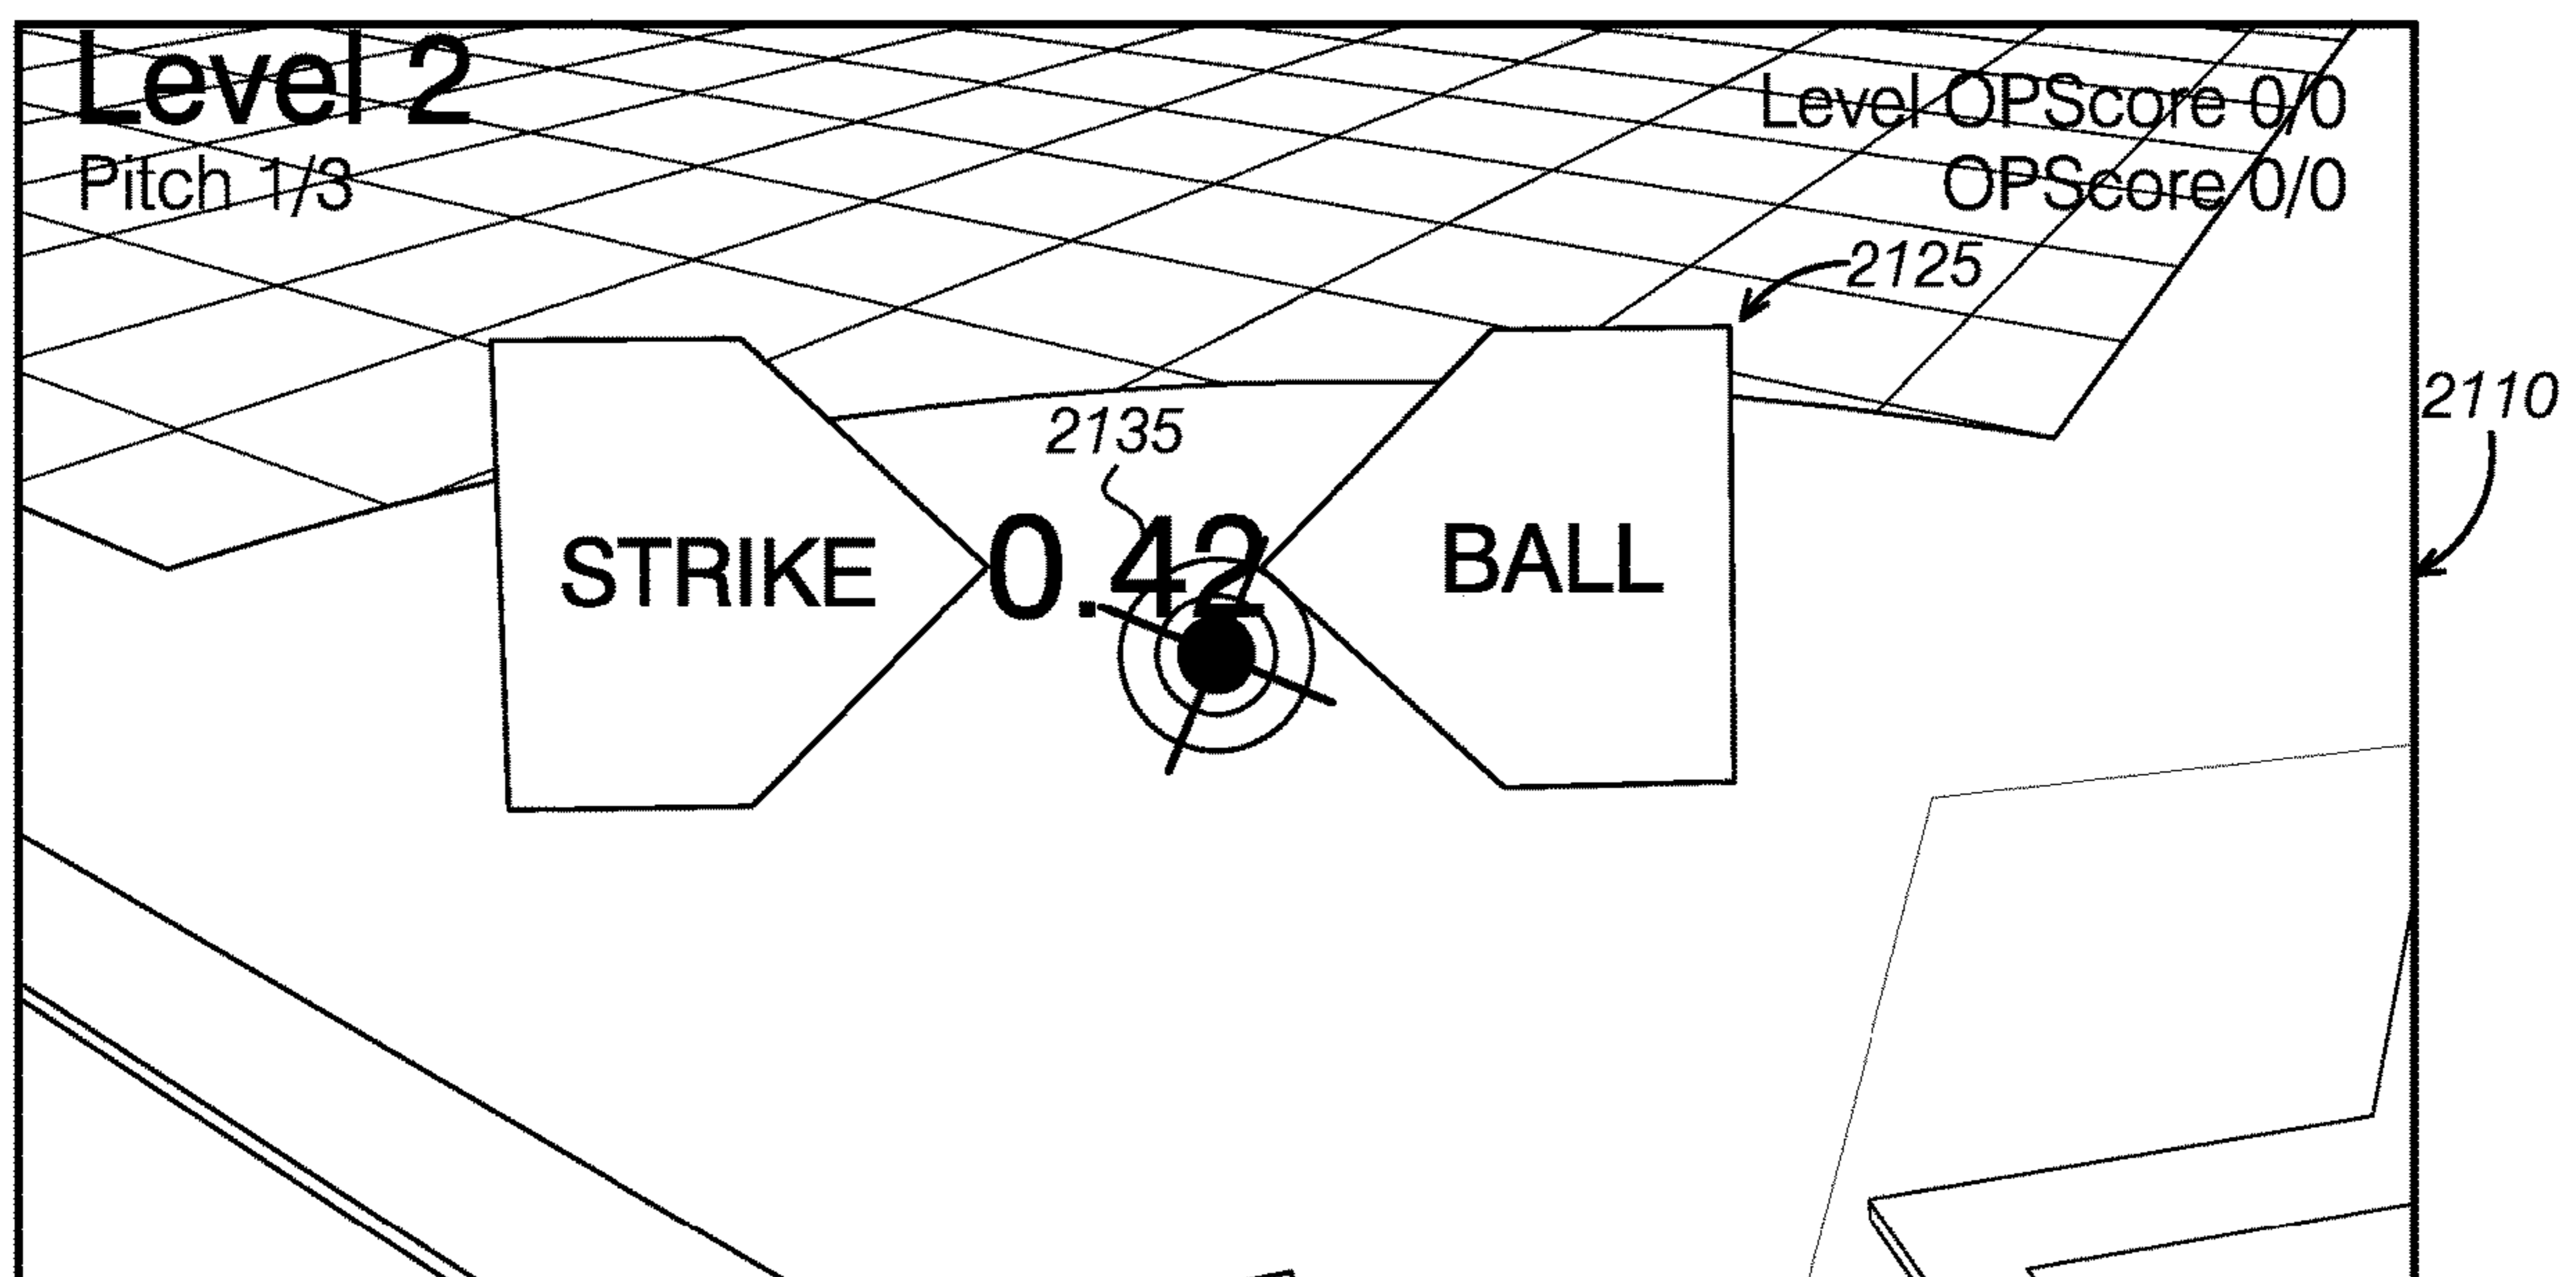 Level 2
Level OPScore 0/0
Pitch 1/3
OPScore 0/0
2125
2110
2135
STRIKE
0.42
BALL